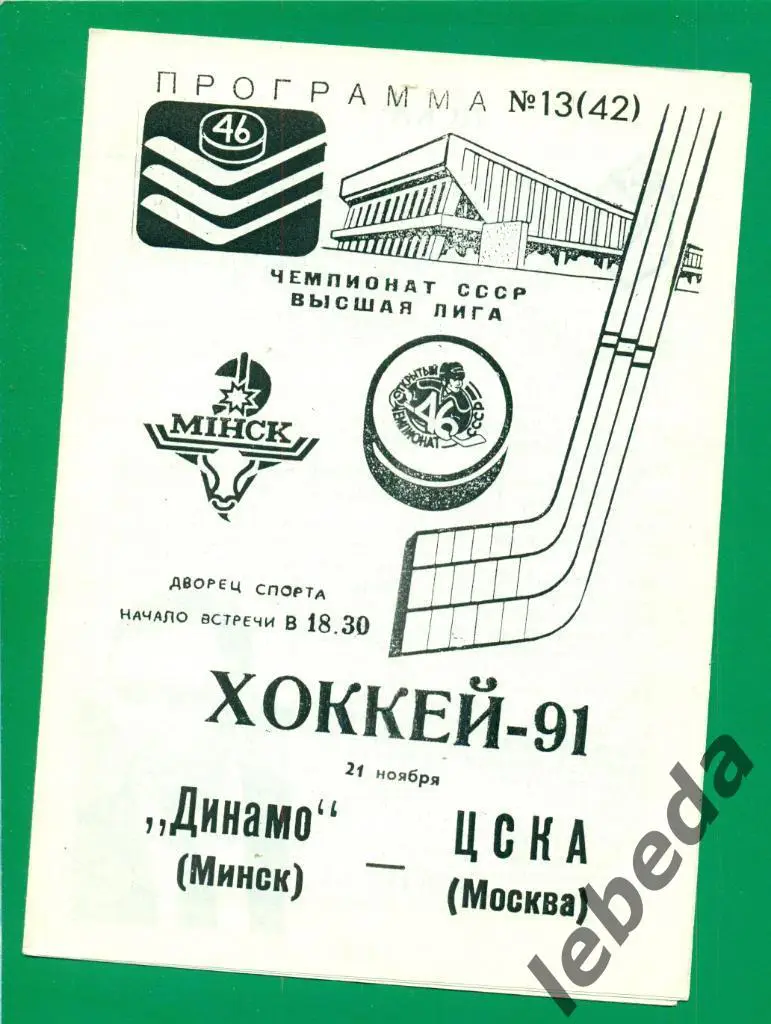 ПРОГРАММА №13(42)
46
ЧЕМПИОНАТ СССР
ВЫСШАЯ ЛИГА
МІНСК
ОТКРЫТЫЙ
46
ЧЕМПИОНАТ СССР
ДВОРЕЦ СПОРТА
НАЧАЛО ВСТРЕЧИ В 18.30
ХОККЕЙ-91
21 ноября
„Динамо“ — ЦСКА
(Минск) (Москва)
lebeda